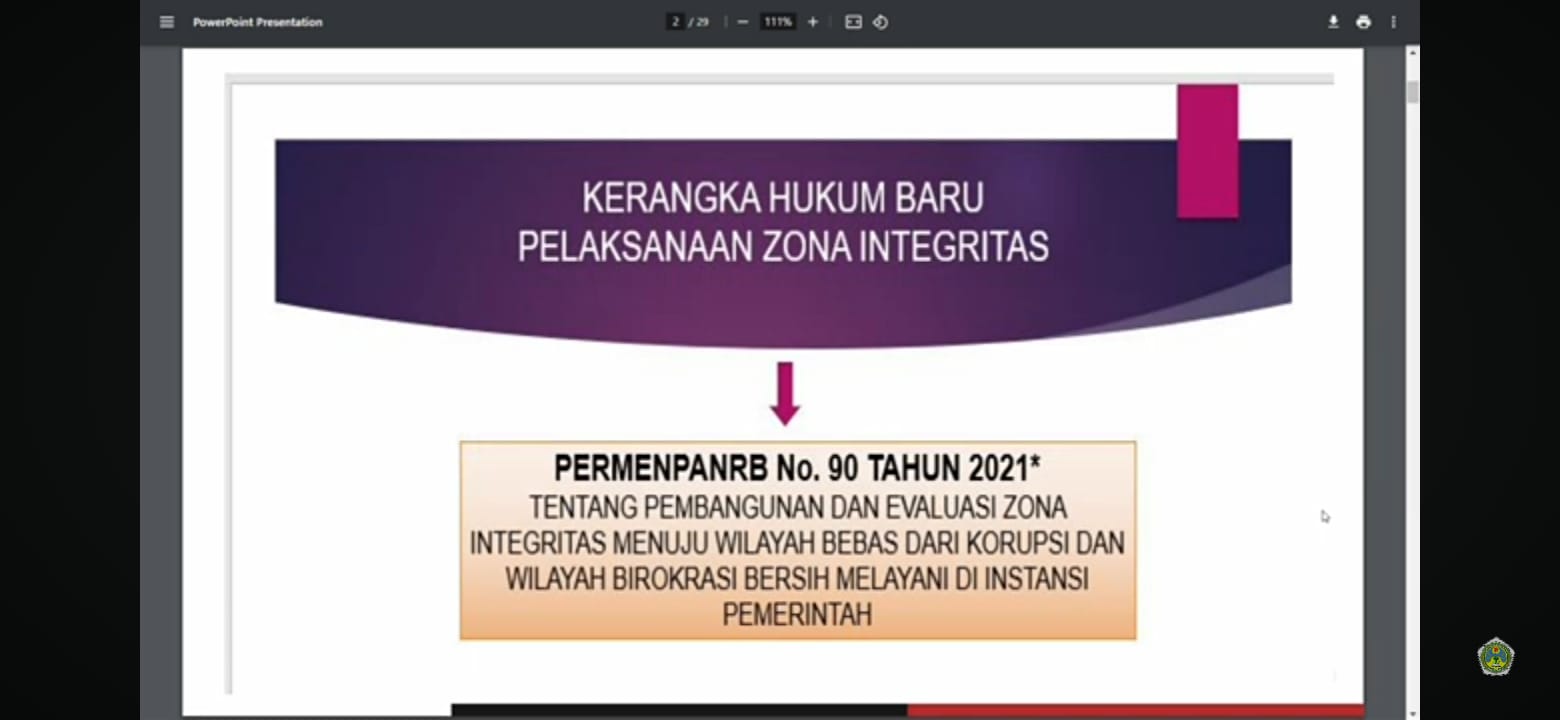 PowerPoint Presentation
2 / 29
111%
KERANGKA HUKUM BARU
PELAKSANAAN ZONA INTEGRITAS
PERMENPANRB No. 90 TAHUN 2021*
TENTANG PEMBANGUNAN DAN EVALUASI ZONA
INTEGRITAS MENUJU WILAYAH BEBAS DARI KORUPSI DAN
WILAYAH BIROKRASI BERSIH MELAYANI DI INSTANSI
PEMERINTAH